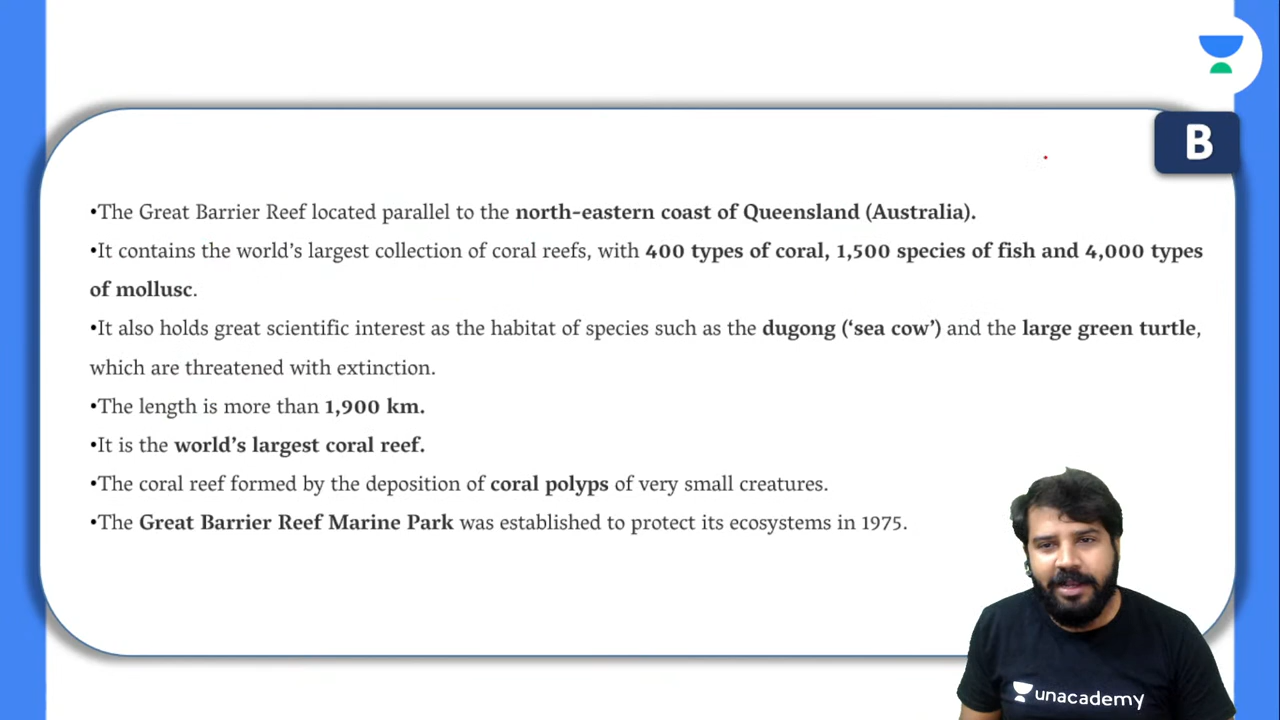 B
•The Great Barrier Reef located parallel to the north-eastern coast of Queensland (Australia).
•It contains the world’s largest collection of coral reefs, with 400 types of coral, 1,500 species of fish and 4,000 types
of mollusc.
•It also holds great scientific interest as the habitat of species such as the dugong (‘sea cow’) and the large green turtle,
which are threatened with extinction.
•The length is more than 1,900 km.
•It is the world’s largest coral reef.
•The coral reef formed by the deposition of coral polyps of very small creatures.
•The Great Barrier Reef Marine Park was established to protect its ecosystems in 1975.
unacademy